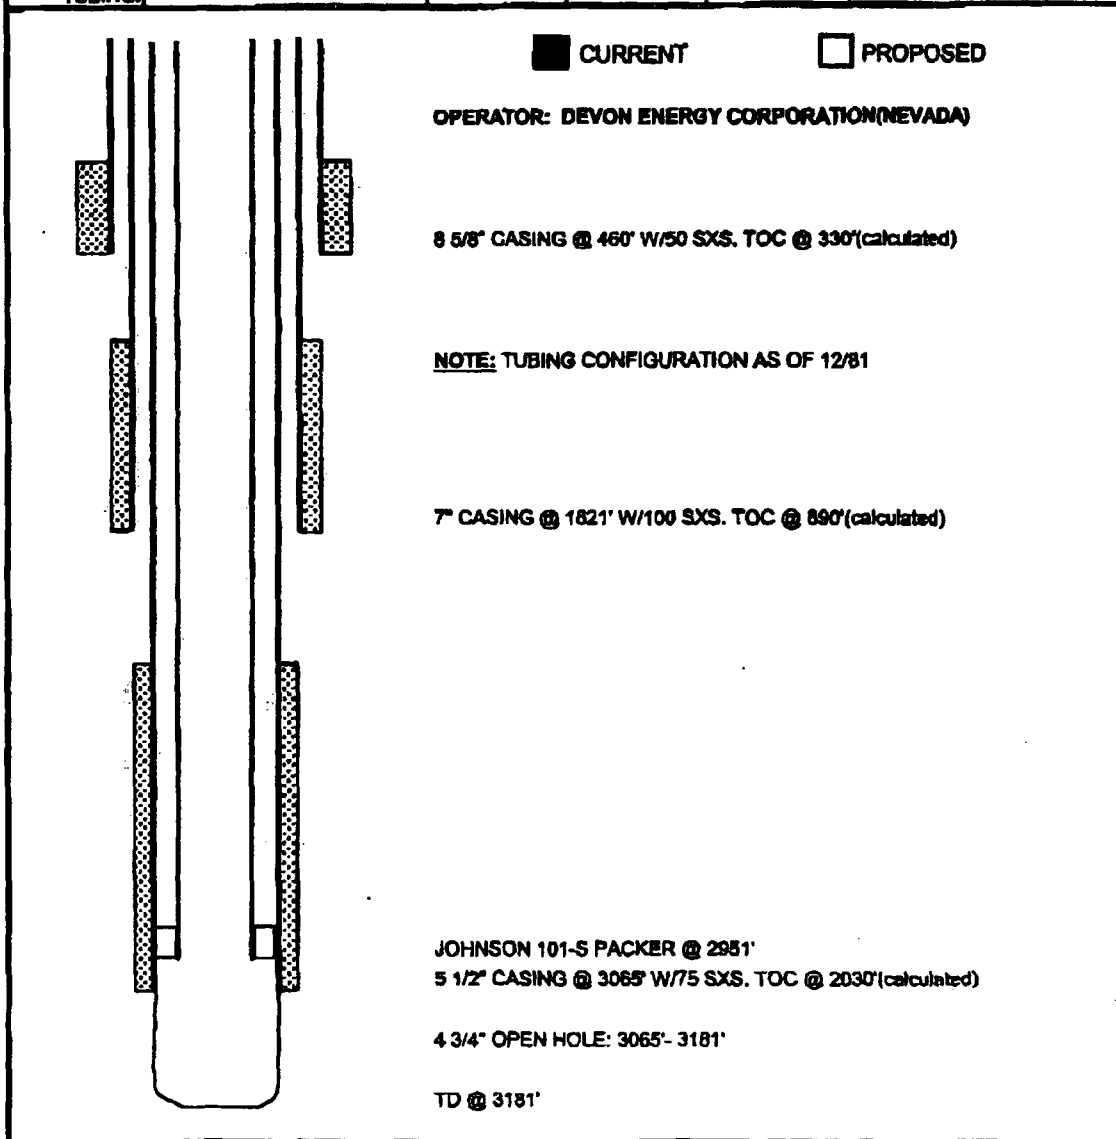 TUBING:
CURRENT PROPOSED
OPERATOR: DEVON ENERGY CORPORATION(NEVADA)
8 5/8" CASING @ 460' W/50 SXS. TOC @ 330'(calculated)
NOTE: TUBING CONFIGURATION AS OF 12/81
7" CASING @ 1821' W/100 SXS. TOC @ 890'(calculated)
JOHNSON 101-S PACKER @ 2951'
5 1/2" CASING @ 3065' W/75 SXS. TOC @ 2030'(calculated)
4 3/4" OPEN HOLE: 3065'- 3181'
TD @ 3181'